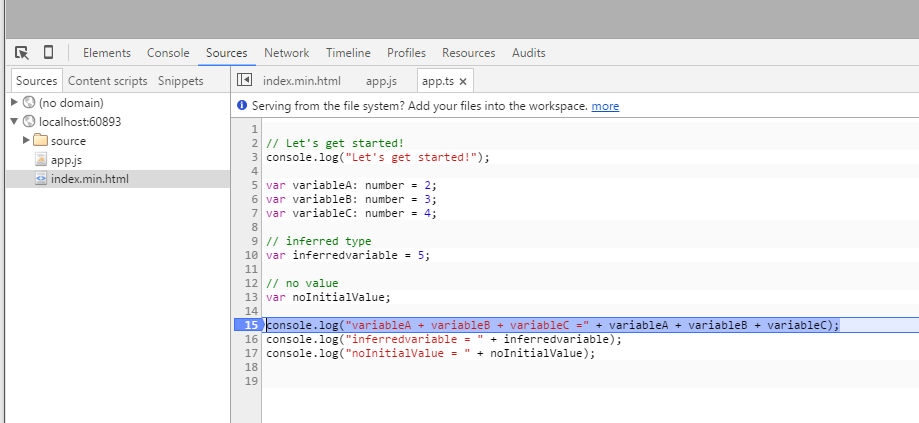 Elements Console Sources Network Timeline Profiles Resources Audits
Sources Content scripts Snippets
index.min.html app.js app.ts ×
(no domain)
localhost:60893
source
app.js
index.min.html
Serving from the file system? Add your files into the workspace. more
1
2 // Let's get started!
3 console.log("Let's get started!");
4
5 var variableA: number = 2;
6 var variableB: number = 3;
7 var variableC: number = 4;
8
9 // inferred type
10 var inferredvariable = 5;
11
12 // no value
13 var noInitialValue;
14
15 console.log("variableA + variableB + variableC =" + variableA + variableB + variableC);
16 console.log("inferredvariable = " + inferredvariable);
17 console.log("noInitialValue = " + noInitialValue);
18
19